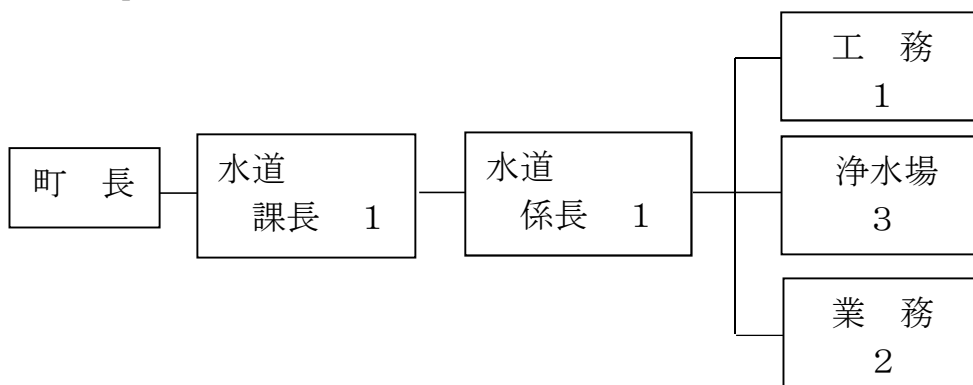 町　長
水道
課長　１
水道
係長　１
工　務
１
浄水場
３
業　務
２